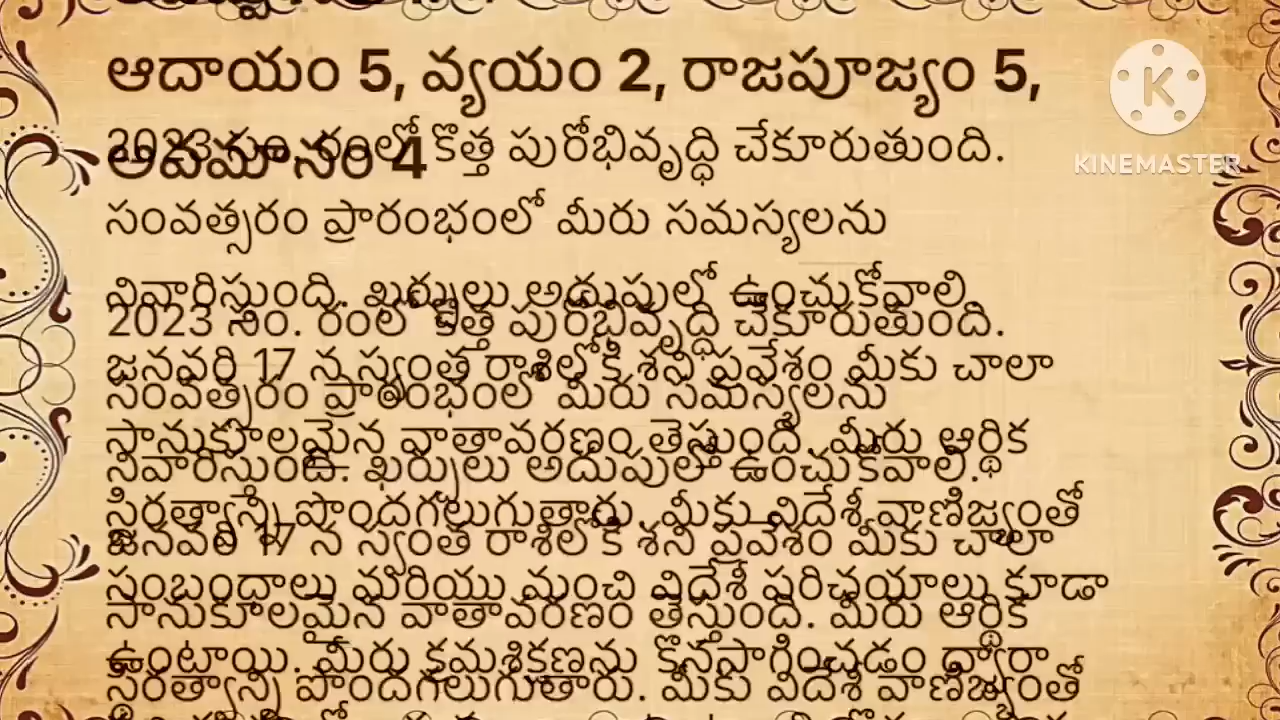 ఆదాయం 5, వ్యయం 2, రాజపూజ్యం 5,
2023 సం. రంలో కొత్త పురోభివృద్ధి చేకూరుతుంది.
అవమానం 4
సంవత్సరం ప్రారంభంలో మీరు సమస్యలను
నివారిస్తుంది. ఖర్చులు అదుపులో ఉంచుకోవాలి.
2023 సం. రంలో కొత్త పురోభివృద్ధి చేకూరుతుంది.
జనవరి 17 న స్వంత రాశిలోకి శని ప్రవేశం మీకు చాలా
సంవత్సరం ప్రారంభంలో మీరు సమస్యలను
సానుకూలమైన వాతావరణం తెస్తుంది. మీరు ఆర్థిక
నివారిస్తుంది. ఖర్చులు అదుపులో ఉంచుకోవాలి.
స్థిరత్వాన్ని పొందగలుగుతారు. మీకు విదేశీ వాణిజ్యంతో
జనవరి 17 న స్వంత రాశిలోకి శని ప్రవేశం మీకు చాలా
సంబంధాలు మరియు మంచి విదేశీ పరిచయాలు కూడా
సానుకూలమైన వాతావరణం తెస్తుంది. మీరు ఆర్థిక
ఉంటాయి. మీరు క్రమశిక్షణను కొనసాగించడం ద్వారా
స్థిరత్వాన్ని పొందగలుగుతారు. మీకు విదేశీ వాణిజ్యంతో
KINEMASTER